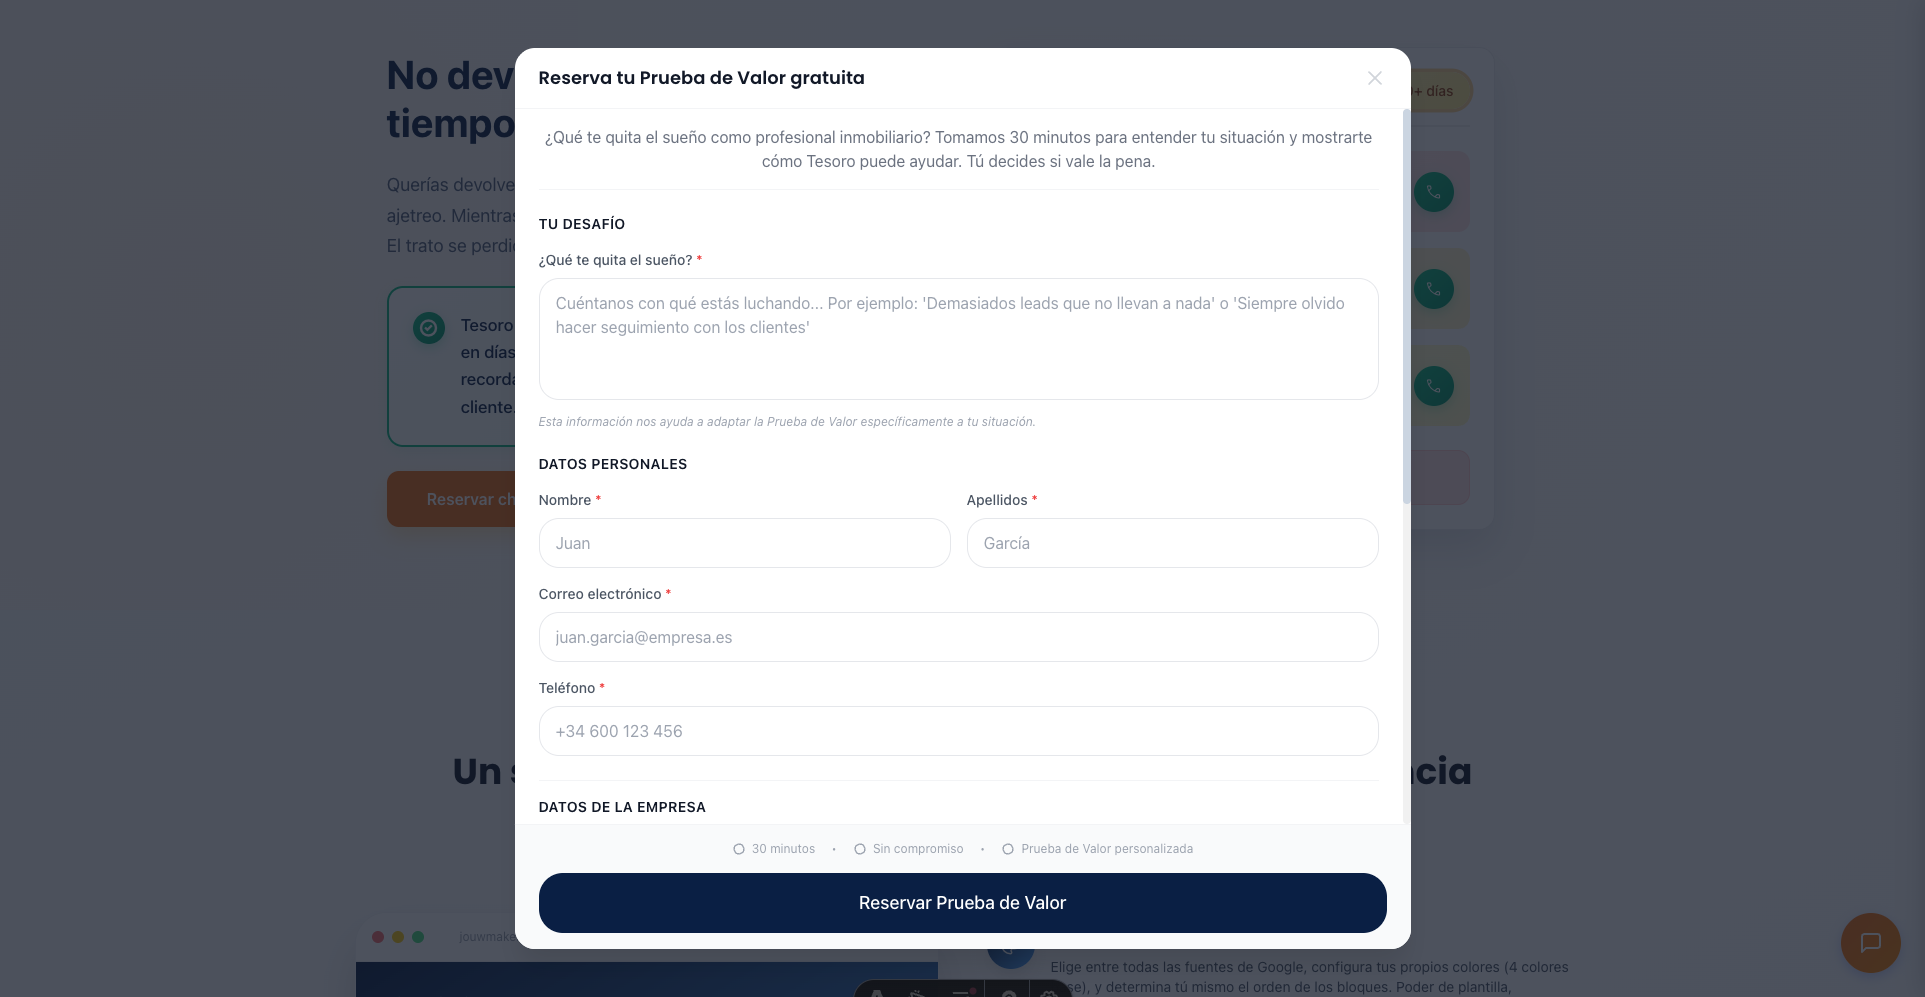 Reserva tu Prueba de Valor gratuita
¿Qué te quita el sueño como profesional inmobiliario? Tomamos 30 minutos para entender tu situación y mostrarte
cómo Tesoro puede ayudar. Tú decides si vale la pena.
TU DESAFÍO
¿Qué te quita el sueño? *
Cuéntanos con qué estás luchando... Por ejemplo: 'Demasiados leads que no llevan a nada' o 'Siempre olvido
hacer seguimiento con los clientes'
Esta información nos ayuda a adaptar la Prueba de Valor específicamente a tu situación.
DATOS PERSONALES
Nombre *
Apellidos *
Juan
García
Correo electrónico *
juan.garcia@empresa.es
Teléfono *
+34 600 123 456
DATOS DE LA EMPRESA
30 minutos • Sin compromiso • Prueba de Valor personalizada
Reservar Prueba de Valor
No dev
tiempo
Querías devolve
ajetreo. Mientras
El trato se perdi
Tesoro
en días
recorda
cliente.
Reservar ch
+ días
Un s
ncia
jouwmake
Elige entre todas las fuentes de Google, configura tus propios colores (4 colores
se), y determina tú mismo el orden de los bloques. Poder de plantilla,